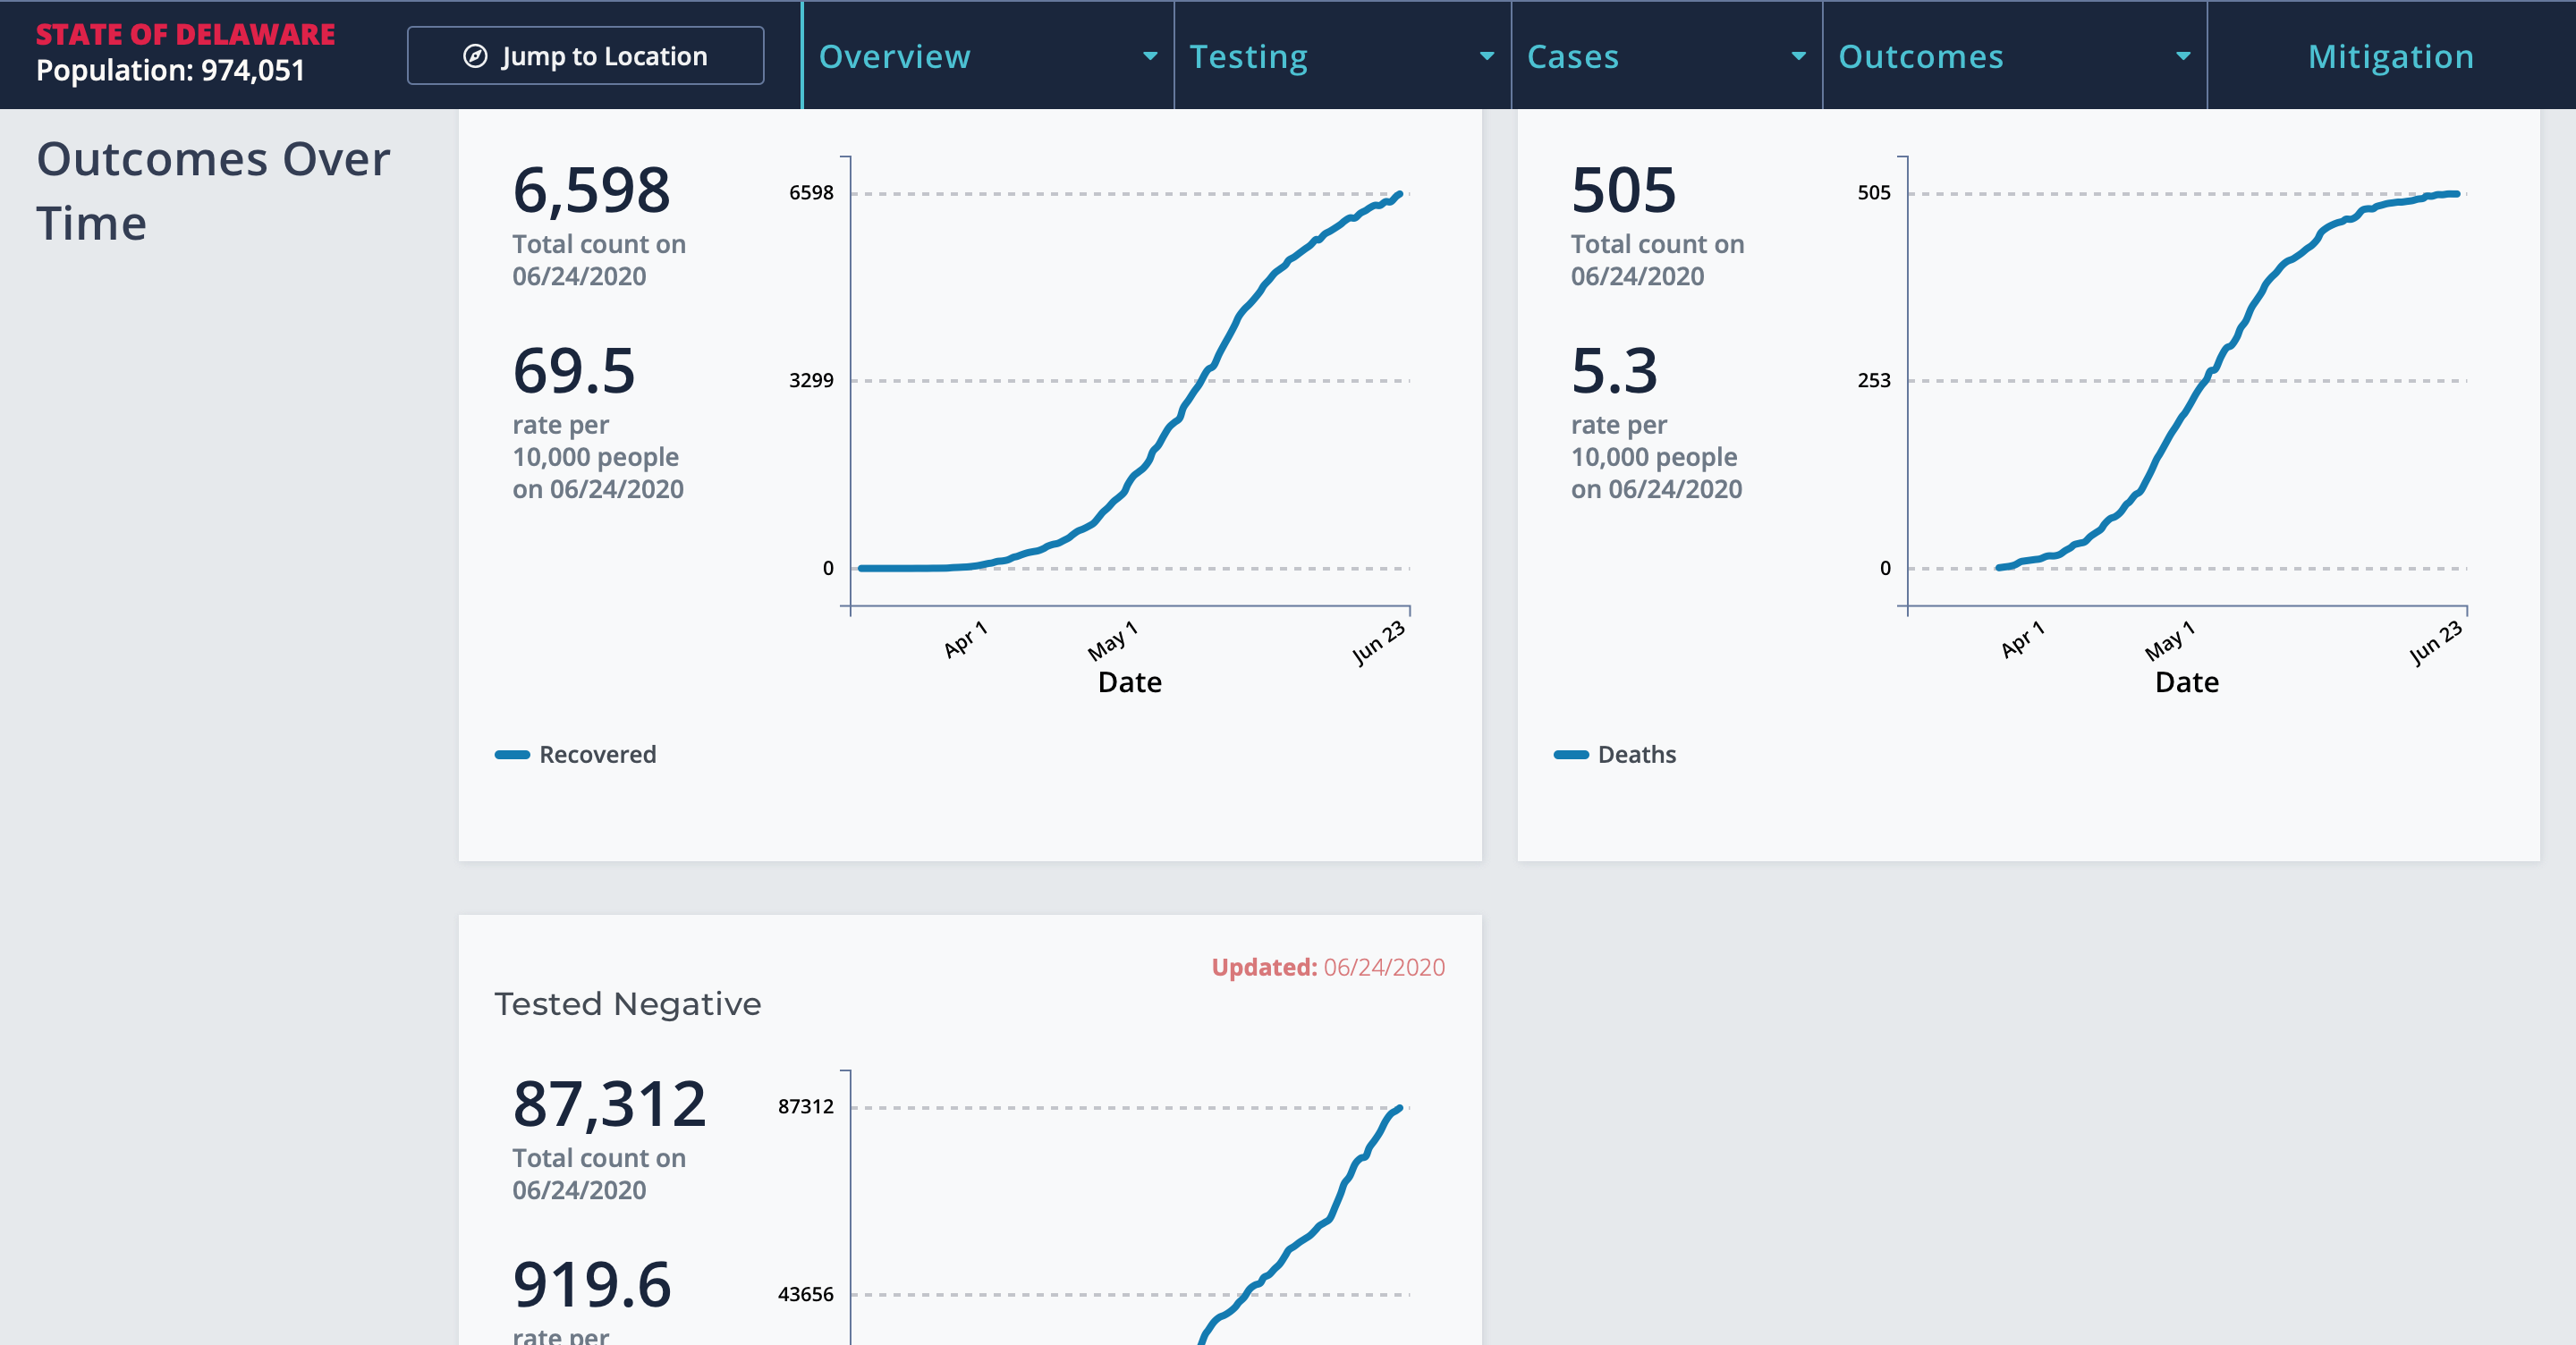 STATE OF DELAWARE
Population: 974,051
Jump to Location
Overview
Testing
Cases
Outcomes
Mitigation
Outcomes Over
Time
6,598
Total count on
06/24/2020
69.5
rate per
10,000 people
on 06/24/2020
6598
3299
0
Apr 1
May 1
Jun 23
Date
Recovered
505
Total count on
06/24/2020
5.3
rate per
10,000 people
on 06/24/2020
505
253
0
Apr 1
May 1
Jun 23
Date
Deaths
Updated: 06/24/2020
Tested Negative
87,312
Total count on
06/24/2020
919.6
rate per
87312
43656